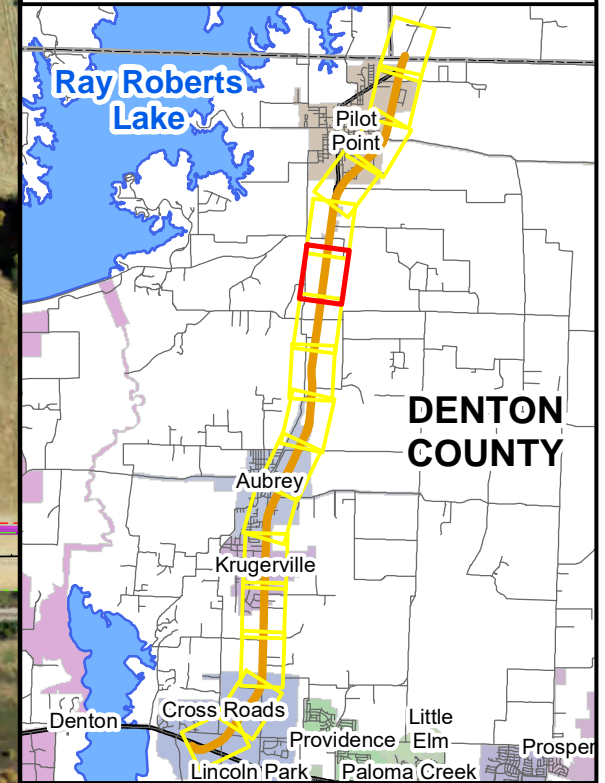 Ray Roberts
Lake
Pilot
Point
DENTON
COUNTY
Aubrey
Krugerville
Cross Roads
Denton
Little
Elm
Providence
Prosper
Lincoln Park
Paloma Creek